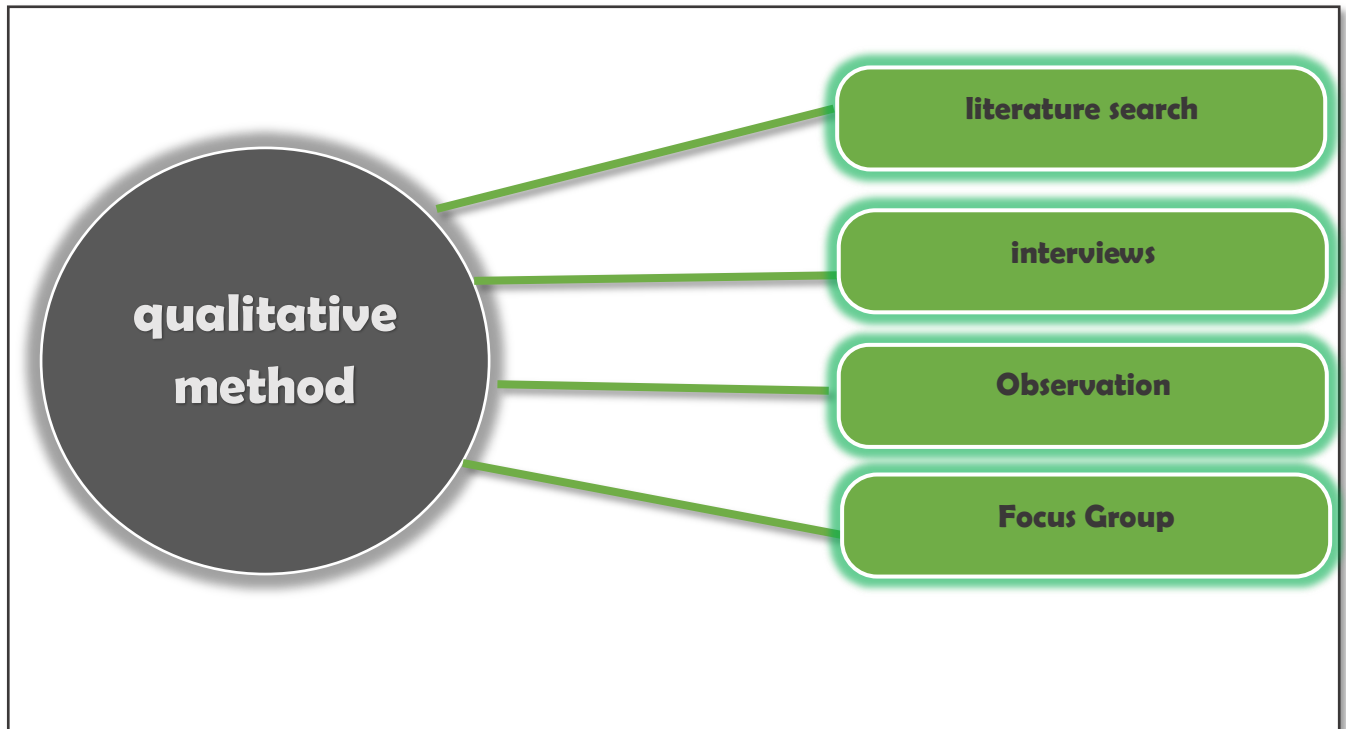 qualitative
method
literature search
interviews
Observation
Focus Group